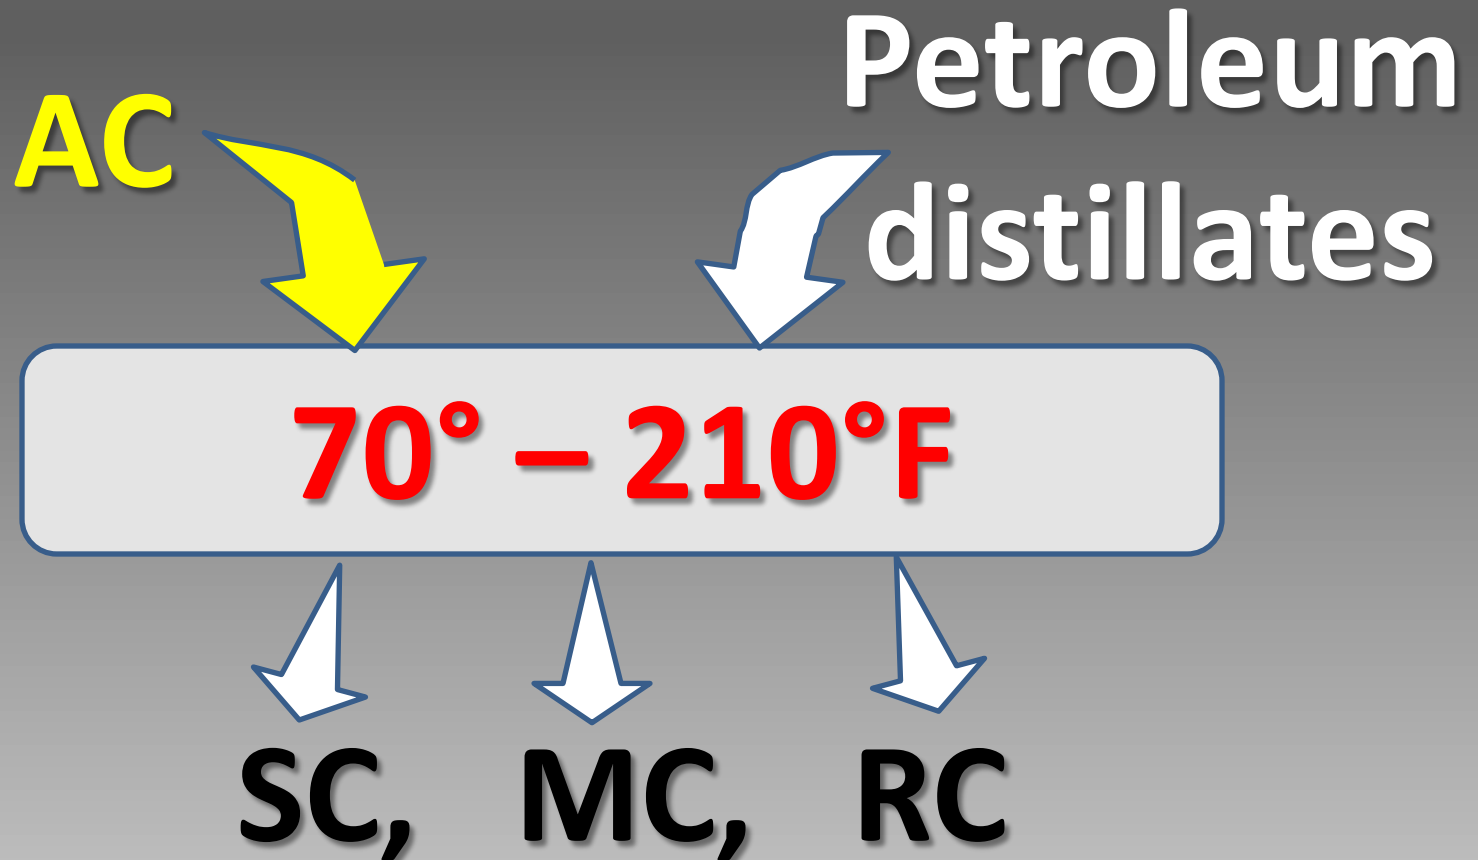 AC
Petroleum
distillates
70° – 210°F
SC, MC, RC